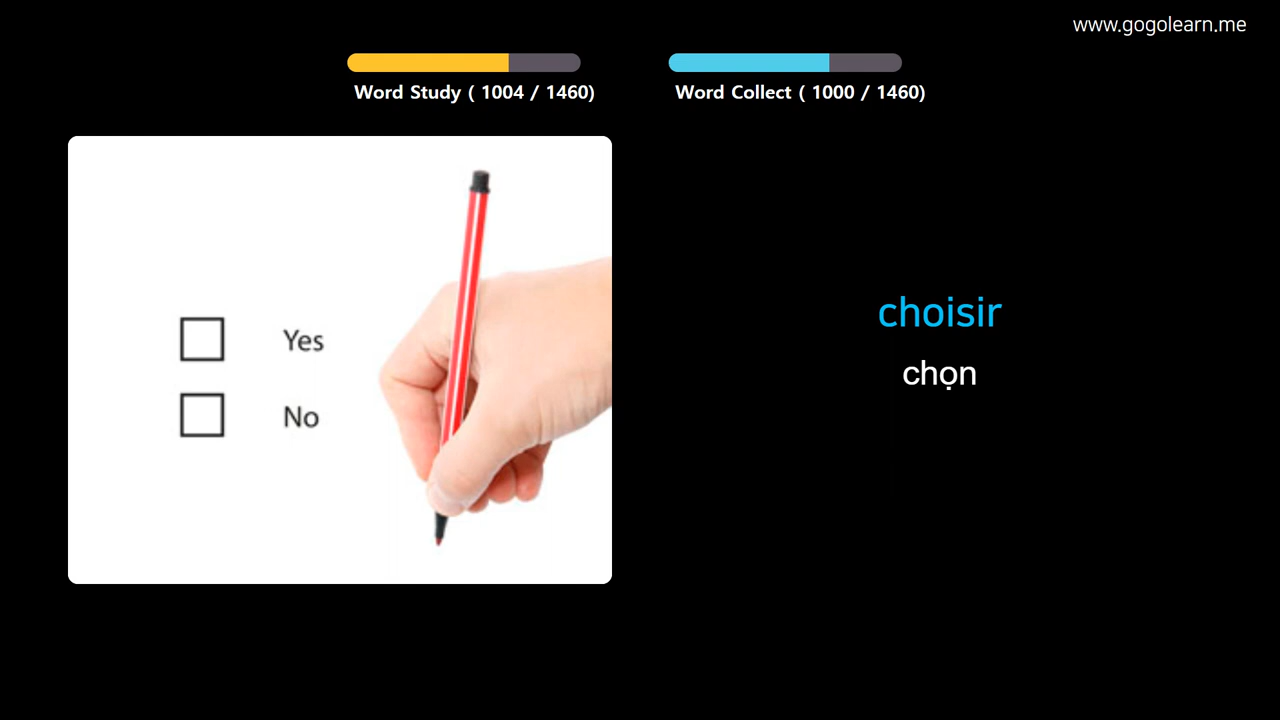 www.gogolearn.me
Word Study ( 1004 / 1460)
Word Collect ( 1000 / 1460)
Yes
No
choisir
chọn